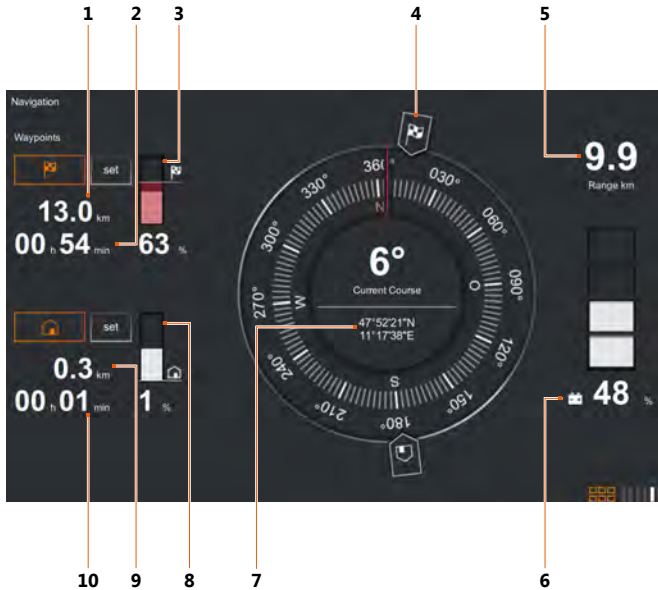 1 2 3 4 5
Navigation
Waypoints
set
13.0 km
00 h 54 min 63 %
set
0.3 km
00 h 01 min 1 %
360°
030°
060°
090°
120°
150°
180°
210°
240°
270°
300°
330°
N
O
S
W
6°
Current Course
47°52'21"N
11°17'38"E
9.9
Range km
48 %
10 9 8 7 6